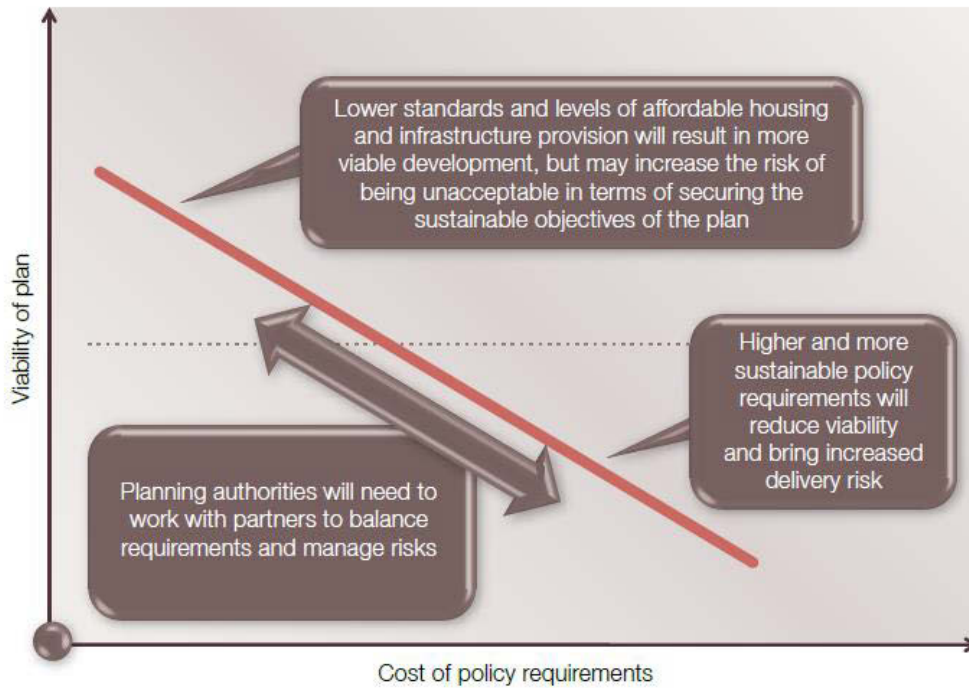 Lower standards and levels of affordable housing
and infrastructure provision will result in more
viable development, but may increase the risk of
being unacceptable in terms of securing the
sustainable objectives of the plan
Viability of plan
Higher and more
sustainable policy
requirements will
reduce viability
and bring increased
delivery risk
Planning authorities will need to
work with partners to balance
requirements and manage risks
Cost of policy requirements